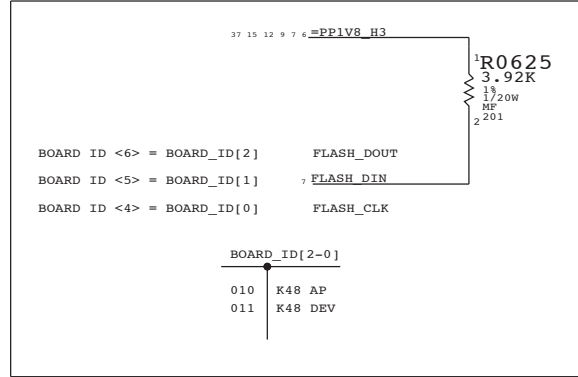 37 15 12 9 7 6 =PP1V8_H3
1 R0625
3.92K
1%
1/20W
MF
2 201
BOARD ID <6> = BOARD_ID[2] FLASH_DOUT
BOARD ID <5> = BOARD_ID[1] 7 FLASH_DIN
BOARD ID <4> = BOARD_ID[0] FLASH_CLK
BOARD_ID[2-0]
010 K48 AP
011 K48 DEV